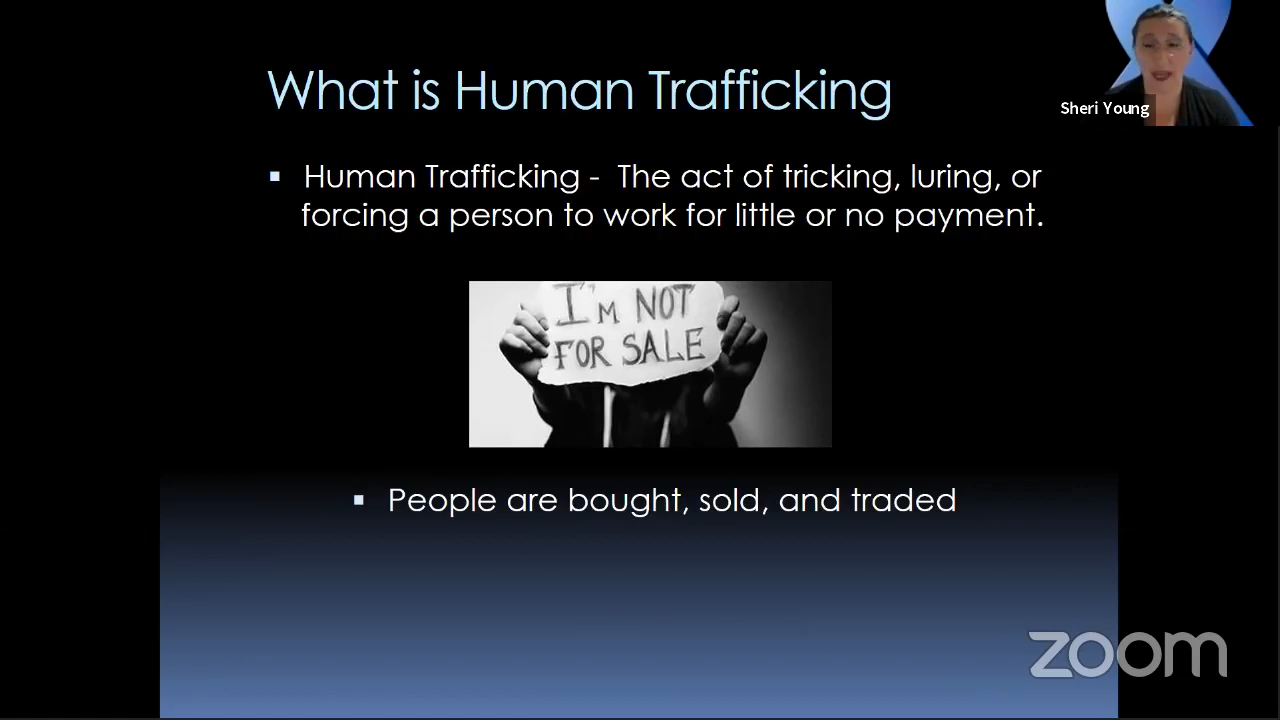 What is Human Trafficking
Sheri Young
▪ Human Trafficking - The act of tricking, luring, or
forcing a person to work for little or no payment.
I'M NOT
FOR SALE
▪ People are bought, sold, and traded
zoom